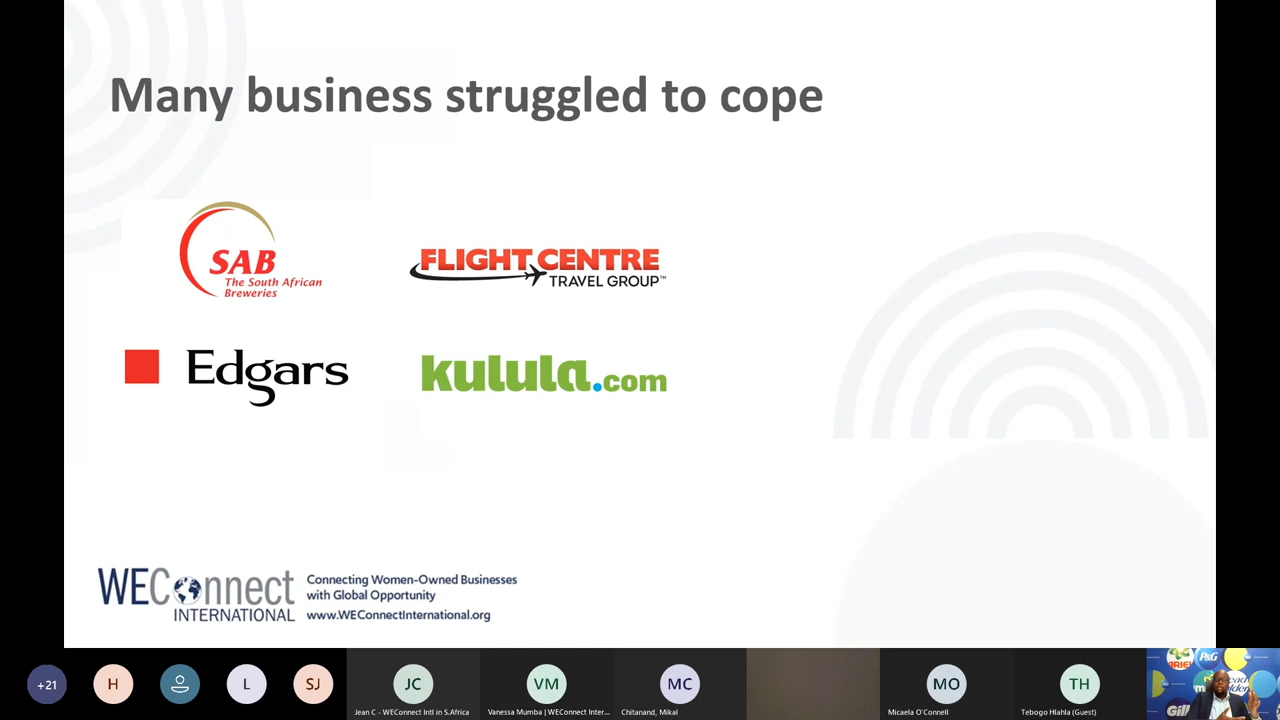 Many business struggled to cope
SAB
The South African
Breweries
FLIGHT CENTRE
TRAVEL GROUP™
Edgars
kulula.com
WEConnect
INTERNATIONAL
Connecting Women-Owned Businesses
with Global Opportunity
www.WEConnectInternational.org
+21
H
L
SJ
JC
VM
MC
MO
TH
Jean C - WEConnect Intl in S.Africa
Vanessa Mumba | WEConnect Inter...
Chitanand, Mikal
Micaela O'Connell
Tebogo Hlahla (Guest)
ARIEL
P&G